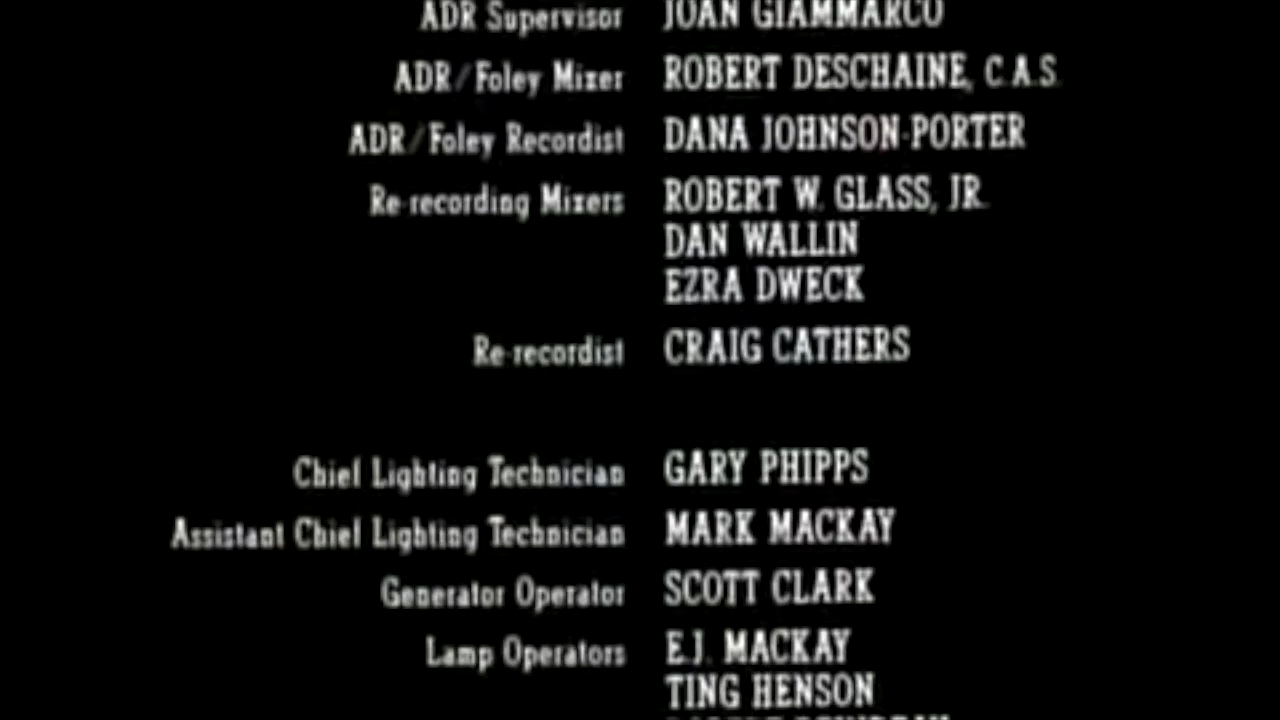 ADR Supervisor JOAN GIAMMARCO
ADR/Foley Mixer ROBERT DESCHAINE, C.A.S.
ADR/Foley Recordist DANA JOHNSON-PORTER
Re-recording Mixers ROBERT W. GLASS, JR.
DAN WALLIN
EZRA DWECK
Re-recordist CRAIG CATHERS
Chief Lighting Technician GARY PHIPPS
Assistant Chief Lighting Technician MARK MACKAY
Generator Operator SCOTT CLARK
Lamp Operators E.J. MACKAY
TING HENSON